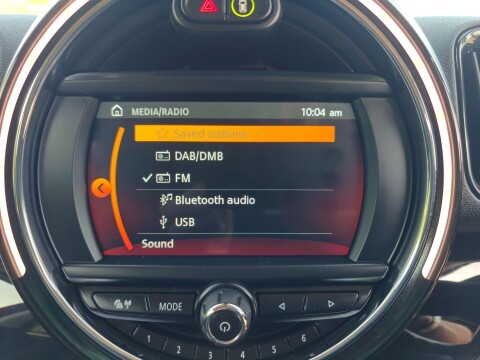 MEDIA/RADIO 10:04 am
Saved stations
DAB/DMB
FM
Bluetooth audio
USB
Sound
MODE
1 2 3 4 5 6